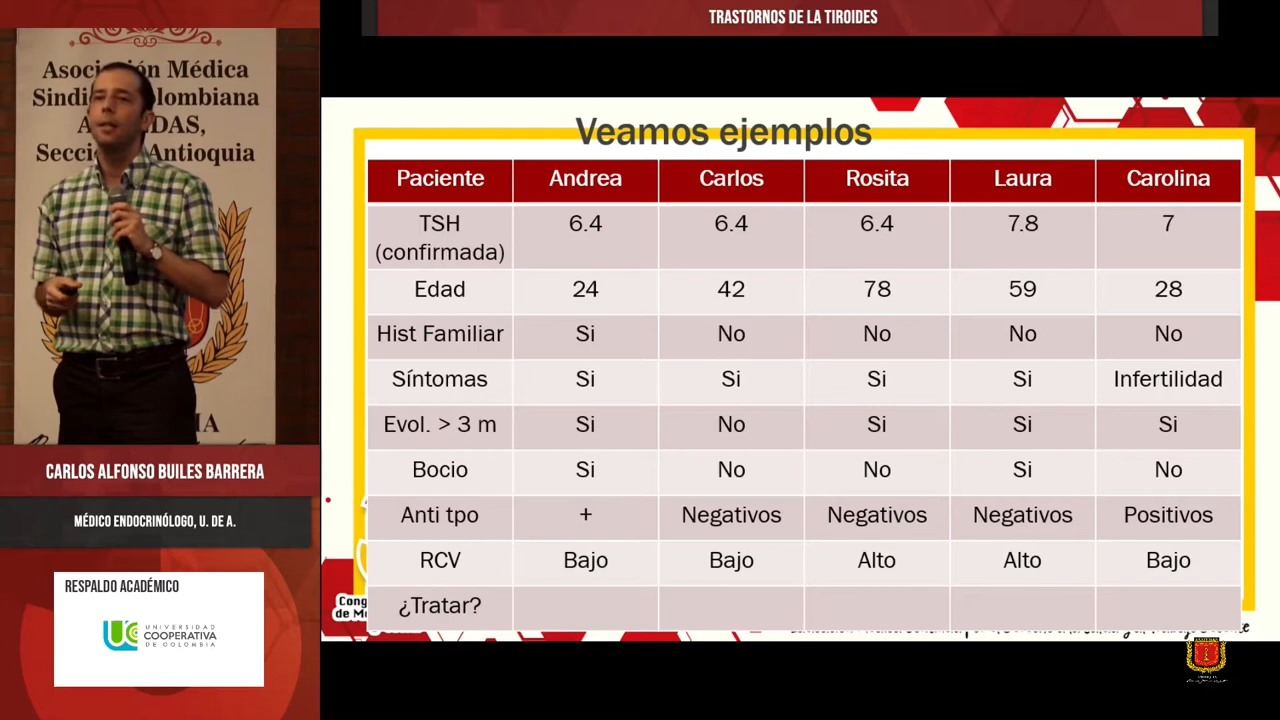 TRASTORNOS DE LA TIROIDES
Asociación Médica
Sindi Colombiana
Antioquia
CARLOS ALFONSO BUILES BARRERA
MÉDICO ENDOCRINÓLOGO, U. DE A.
RESPALDO ACADÉMICO
UNIVERSIDAD
COOPERATIVA
DE COLOMBIA
Veamos ejemplos
Paciente Andrea Carlos Rosita Laura Carolina
TSH (confirmada) 6.4 6.4 6.4 7.8 7
Edad 24 42 78 59 28
Hist Familiar Si No No No No
Síntomas Si Si Si Si Infertilidad
Evol. > 3 m Si No Si Si Si
Bocio Si No No Si No
Anti tpo + Negativos Negativos Negativos Positivos
RCV Bajo Bajo Alto Alto Bajo
¿Tratar?
Cong
de M